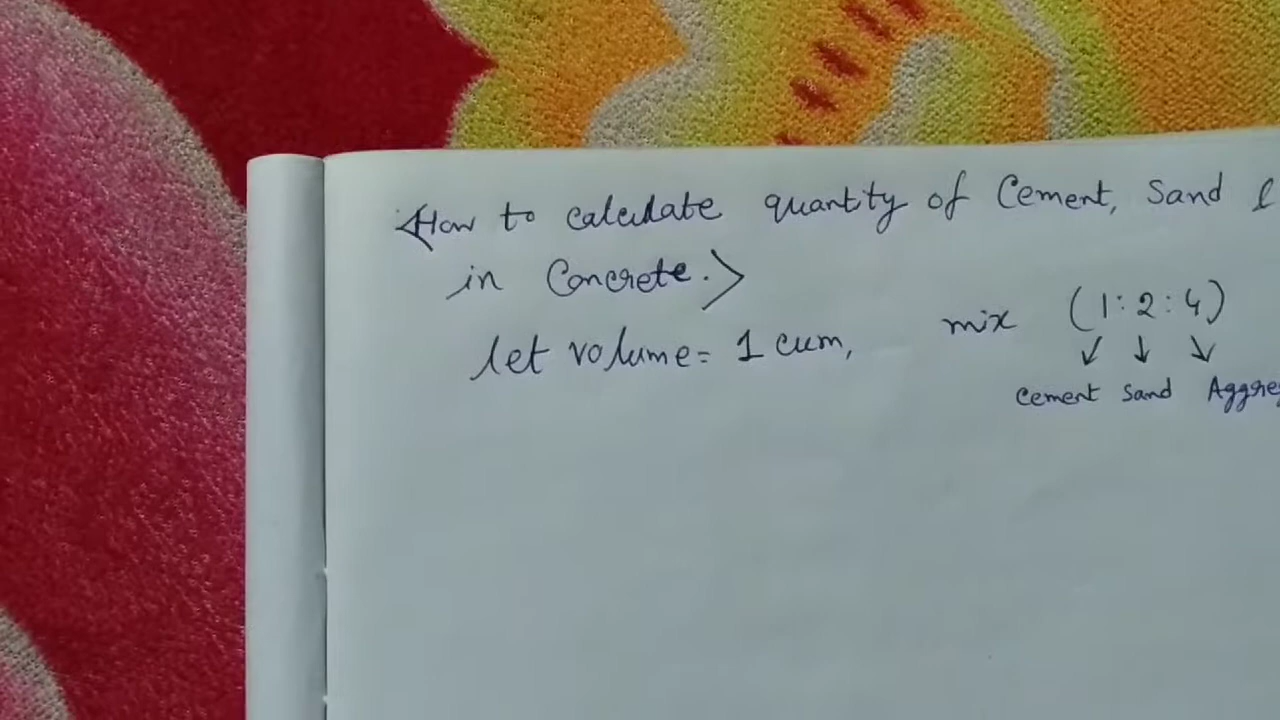 <How to calculate quantity of Cement, Sand &
in Concrete.>
let volume = 1 cum,
mix (1:2:4)
Cement Sand Aggre